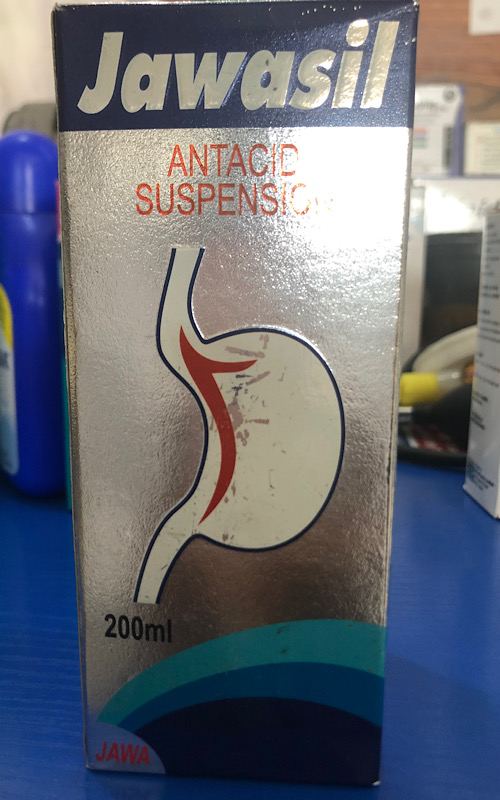 Jawasil
ANTACID
SUSPENSION
200ml
JAWA